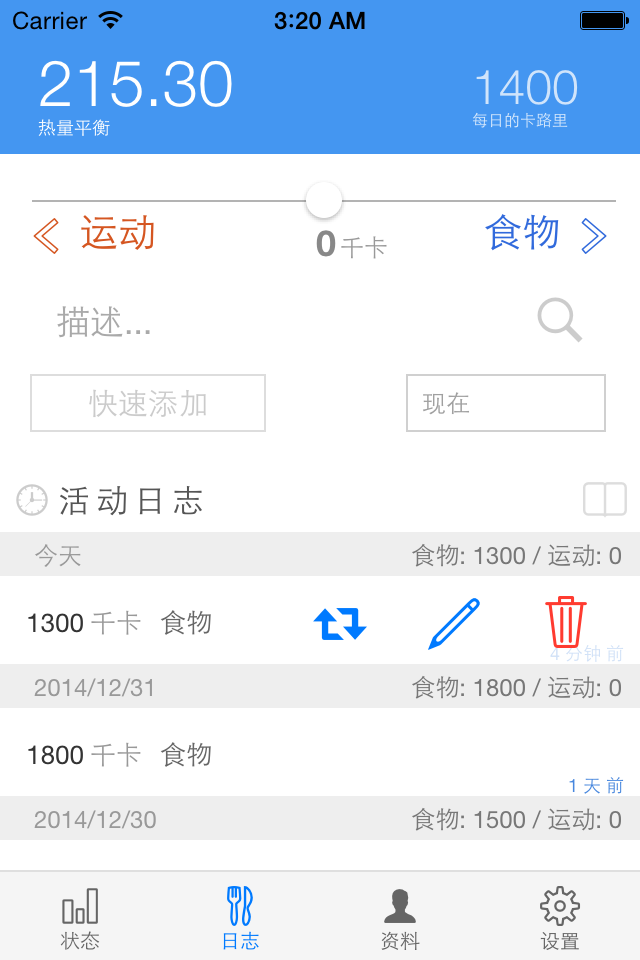 Carrier 3:20 AM
215.30 1400
热量平衡 每日的卡路里
运动 0 千卡 食物
描述...
快速添加 现在
活动日志
今天 食物: 1300 / 运动: 0
1300 千卡 食物
4 分钟 前
2014/12/31 食物: 1800 / 运动: 0
1800 千卡 食物
1 天 前
2014/12/30 食物: 1500 / 运动: 0
状态 日志 资料 设置